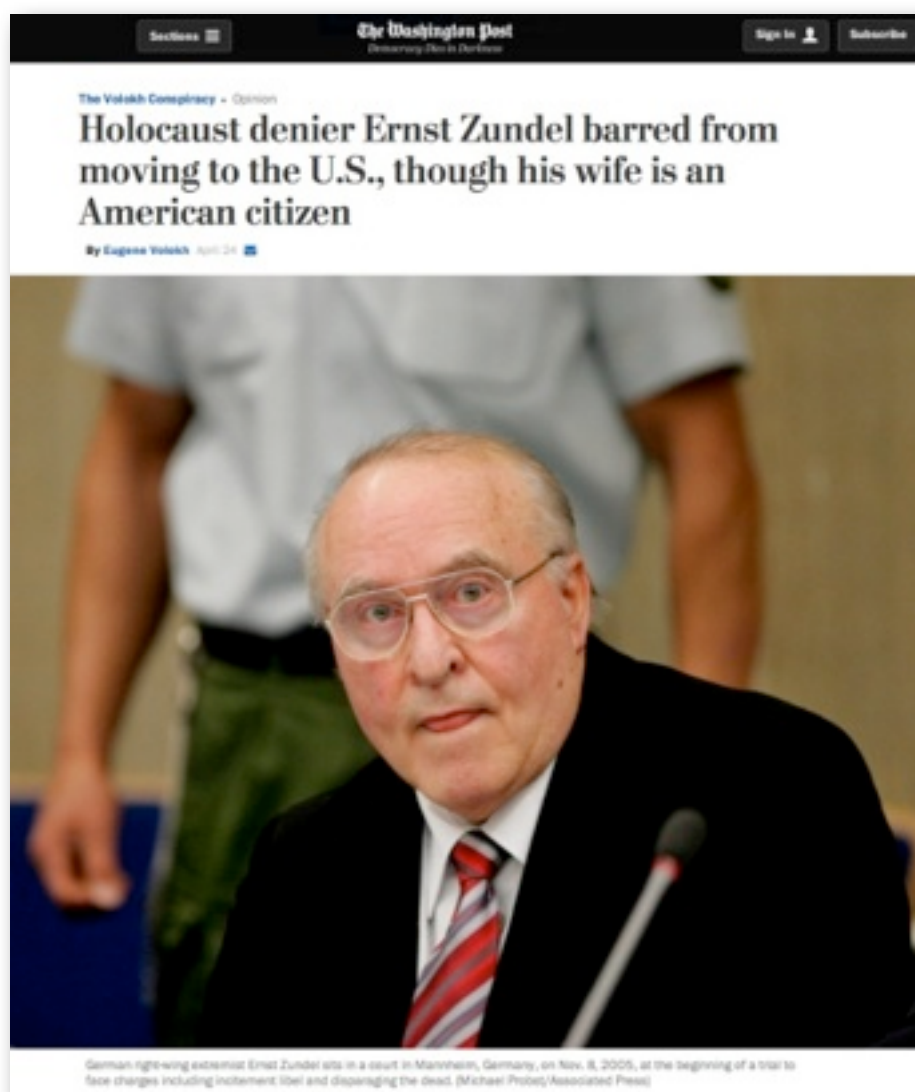 Sections
The Washington Post
Democracy Dies in Darkness
Sign In
Subscribe
The Volokh Conspiracy • Opinion
Holocaust denier Ernst Zundel barred from
moving to the U.S., though his wife is an
American citizen
By Eugene Volokh April 24
German right-wing extremist Ernst Zundel sits in a court in Mannheim, Germany, on Nov. 8, 2005, at the beginning of a trial to
face charges including incitement libel and disparaging the dead. (Michael Probst/Associated Press)